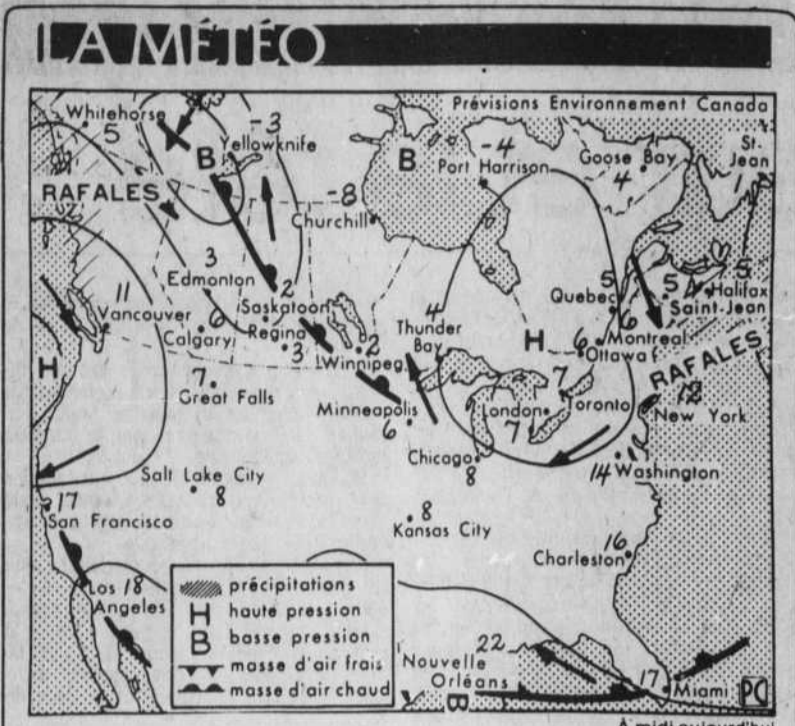 LA MÉTÉO
Prévisions Environnement Canada
Whitehorse
5
-3
Yellowknife
B
B
-4
Port Harrison
Goose Bay
4
St-
Jean
1
RAFALES
-8
Churchill
3
Edmonton
11
Vancouver
2
Saskatoon
6
Calgary
Regina
3
2
Winnipeg
4
Thunder
Bay
5
Quebec
5
Saint-Jean
5
Halifax
6
Montreal
6
Ottawa
H
H
RAFALES
7
Great Falls
Minneapolis
6
7
Toronto
London
7
12
New York
Chicago
8
14
Washington
Salt Lake City
8
17
San Francisco
8
Kansas City
16
Charleston
Los
Angeles
18
précipitations
H haute pression
B basse pression
masse d'air frais
masse d'air chaud
22
Nouvelle
Orléans
B
17
Miami
PC
À midi aujourd'hui